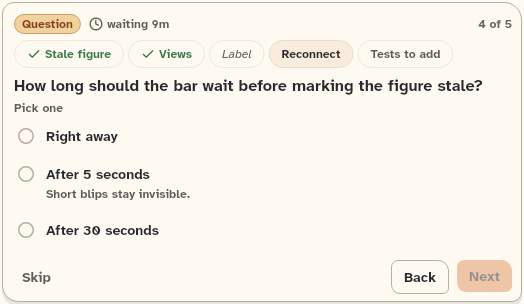 Question waiting 9m 4 of 5
Stale figure Views Label Reconnect Tests to add
How long should the bar wait before marking the figure stale?
Pick one
Right away
After 5 seconds
Short blips stay invisible.
After 30 seconds
Skip Back Next